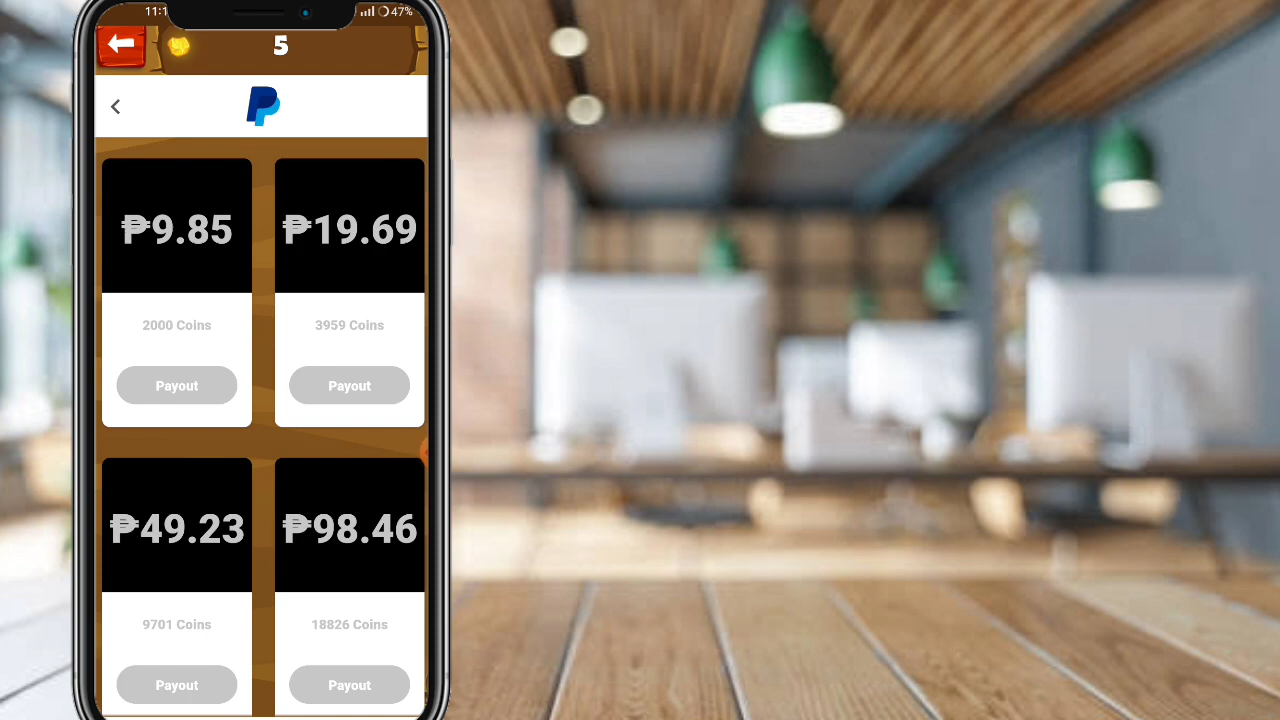 11:1
47%
5
₱9.85
₱19.69
2000 Coins
3959 Coins
Payout
Payout
₱49.23
₱98.46
9701 Coins
18826 Coins
Payout
Payout